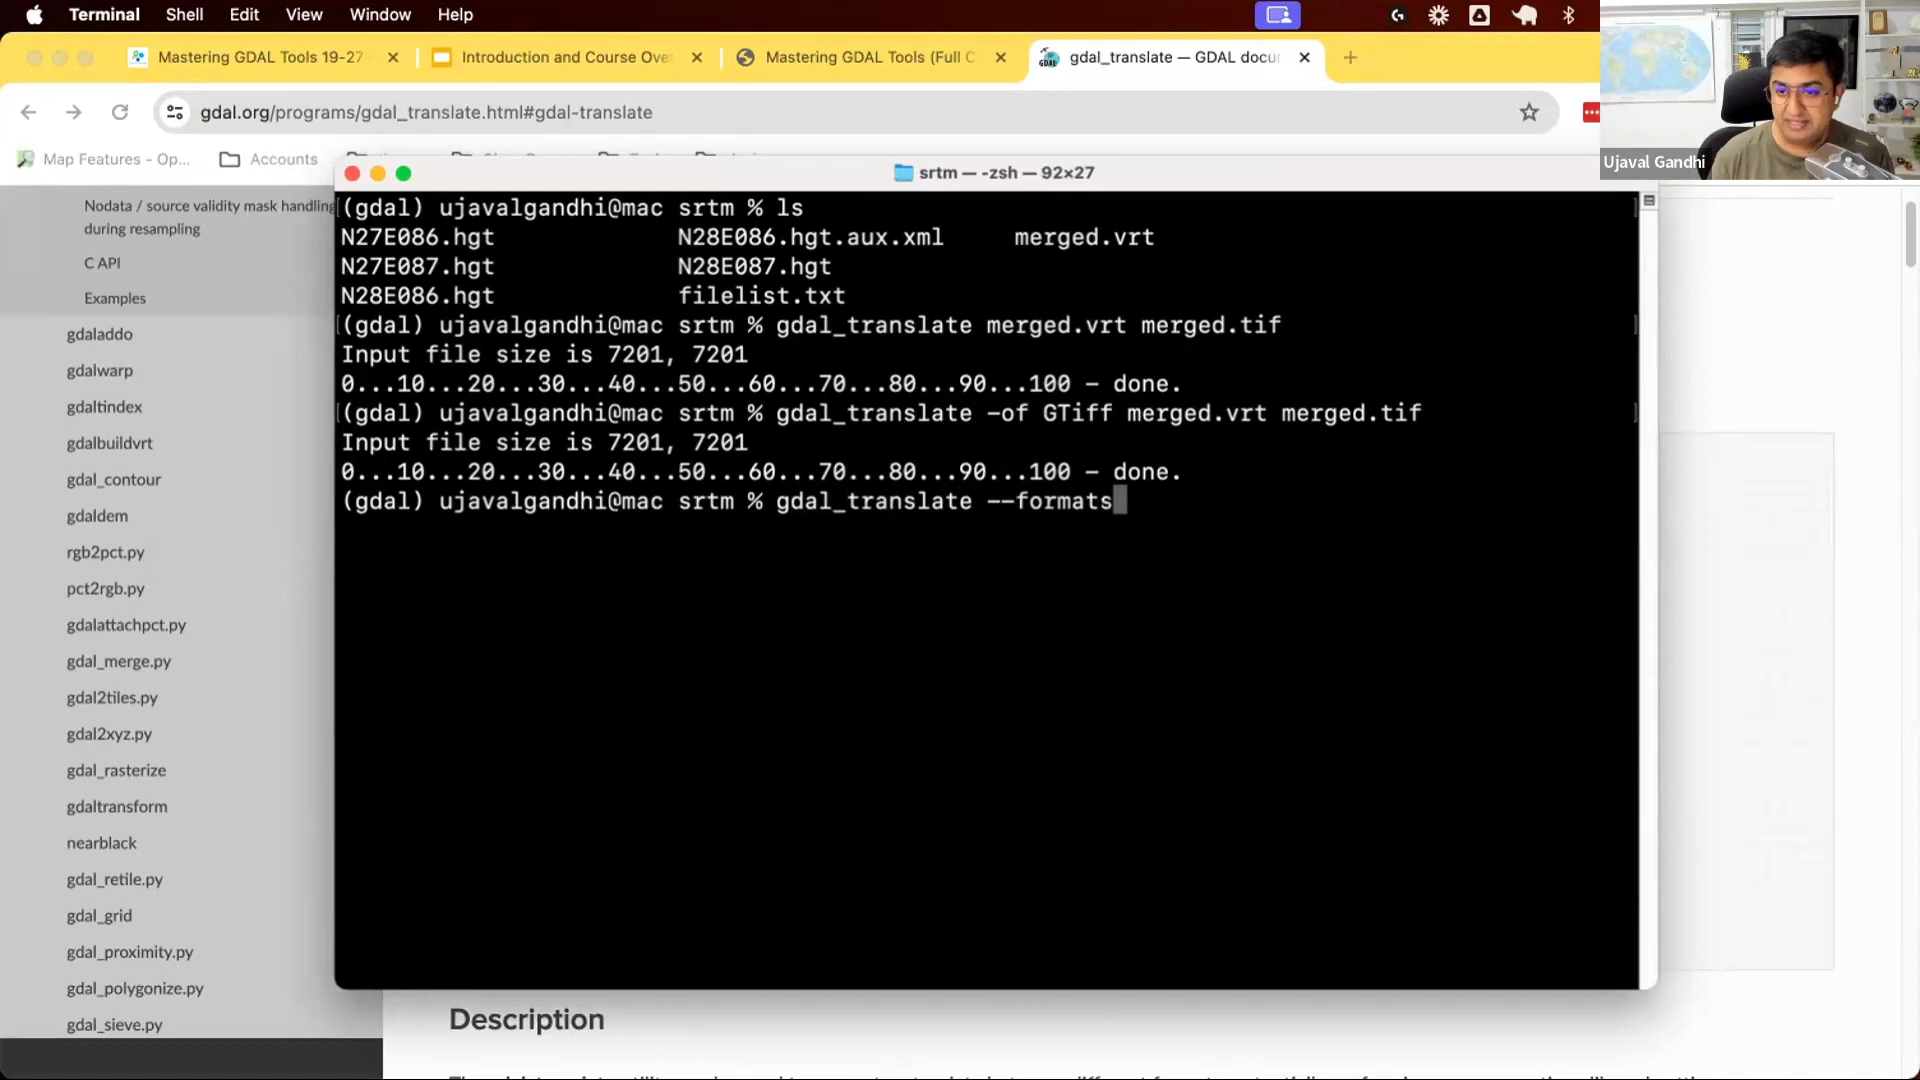 Terminal Shell Edit View Window Help
Mastering GDAL Tools 19-27 Introduction and Course Ove Mastering GDAL Tools (Full C gdal_translate — GDAL docu
gdal.org/programs/gdal_translate.html#gdal-translate
Map Features - Op... Accounts
Ujaval Gandhi
srtm — -zsh — 92×27
Nodata / source validity mask handling
during resampling
C API
Examples
gdaladdo
gdalwarp
gdaltindex
gdalbuildvrt
gdal_contour
gdaldem
rgb2pct.py
pct2rgb.py
gdalattachpct.py
gdal_merge.py
gdal2tiles.py
gdal2xyz.py
gdal_rasterize
gdaltransform
nearblack
gdal_retile.py
gdal_grid
gdal_proximity.py
gdal_polygonize.py
gdal_sieve.py
(gdal) ujavalgandhi@mac srtm % ls
N27E086.hgt N28E086.hgt.aux.xml merged.vrt
N27E087.hgt N28E087.hgt
N28E086.hgt filelist.txt
(gdal) ujavalgandhi@mac srtm % gdal_translate merged.vrt merged.tif
Input file size is 7201, 7201
0...10...20...30...40...50...60...70...80...90...100 - done.
(gdal) ujavalgandhi@mac srtm % gdal_translate -of GTiff merged.vrt merged.tif
Input file size is 7201, 7201
0...10...20...30...40...50...60...70...80...90...100 - done.
(gdal) ujavalgandhi@mac srtm % gdal_translate --formats
Description